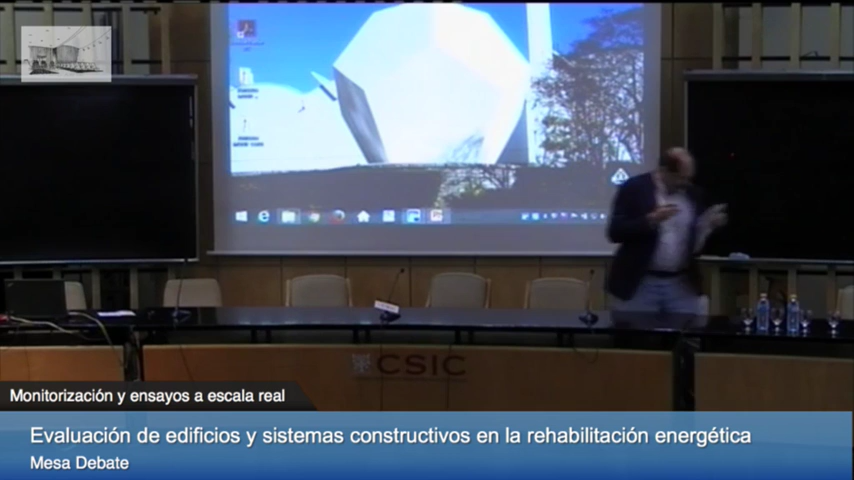 CSIC
Monitorización y ensayos a escala real
Evaluación de edificios y sistemas constructivos en la rehabilitación energética
Mesa Debate